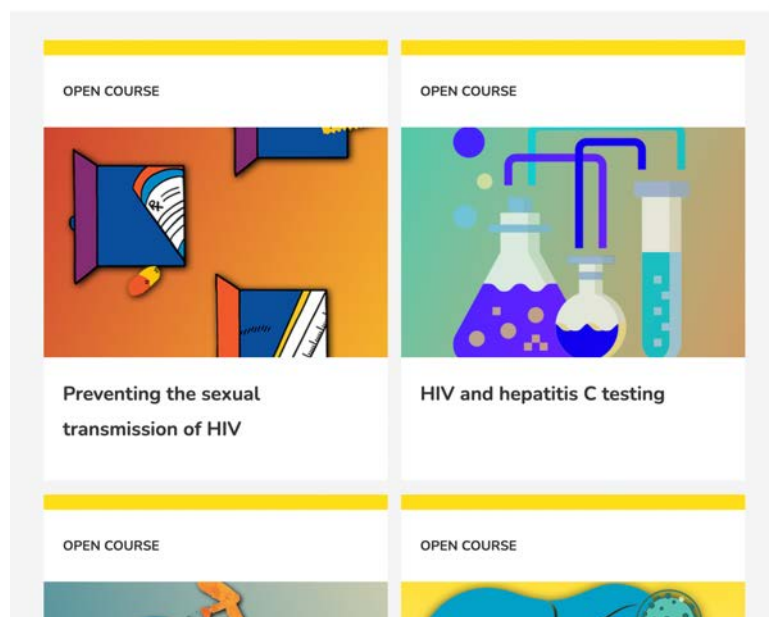 OPEN COURSE
OPEN COURSE
Preventing the sexual
transmission of HIV
HIV and hepatitis C testing
OPEN COURSE
OPEN COURSE